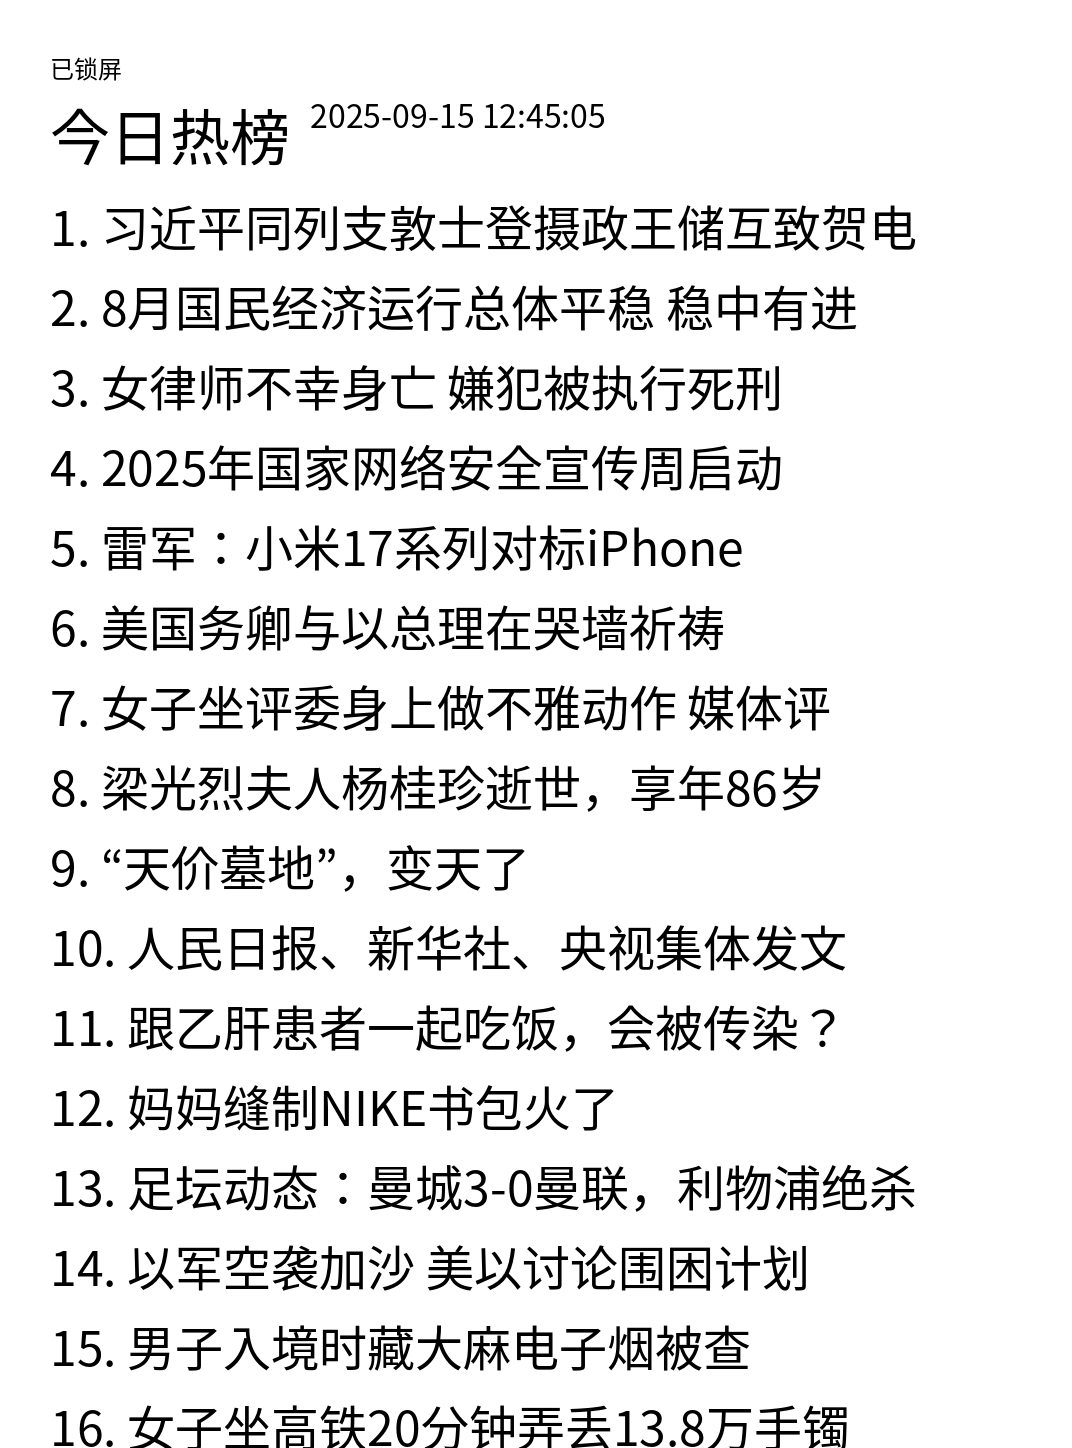 已锁屏
今日热榜 2025-09-15 12:45:05
1. 习近平同列支敦士登摄政王储互致贺电
2. 8月国民经济运行总体平稳 稳中有进
3. 女律师不幸身亡 嫌犯被执行死刑
4. 2025年国家网络安全宣传周启动
5. 雷军：小米17系列对标iPhone
6. 美国务卿与以总理在哭墙祈祷
7. 女子坐评委身上做不雅动作 媒体评
8. 梁光烈夫人杨桂珍逝世，享年86岁
9. “天价墓地”，变天了
10. 人民日报、新华社、央视集体发文
11. 跟乙肝患者一起吃饭，会被传染？
12. 妈妈缝制NIKE书包火了
13. 足坛动态：曼城3-0曼联，利物浦绝杀
14. 以军空袭加沙 美以讨论围困计划
15. 男子入境时藏大麻电子烟被查
16. 女子坐高铁20分钟弄丢13.8万手镯